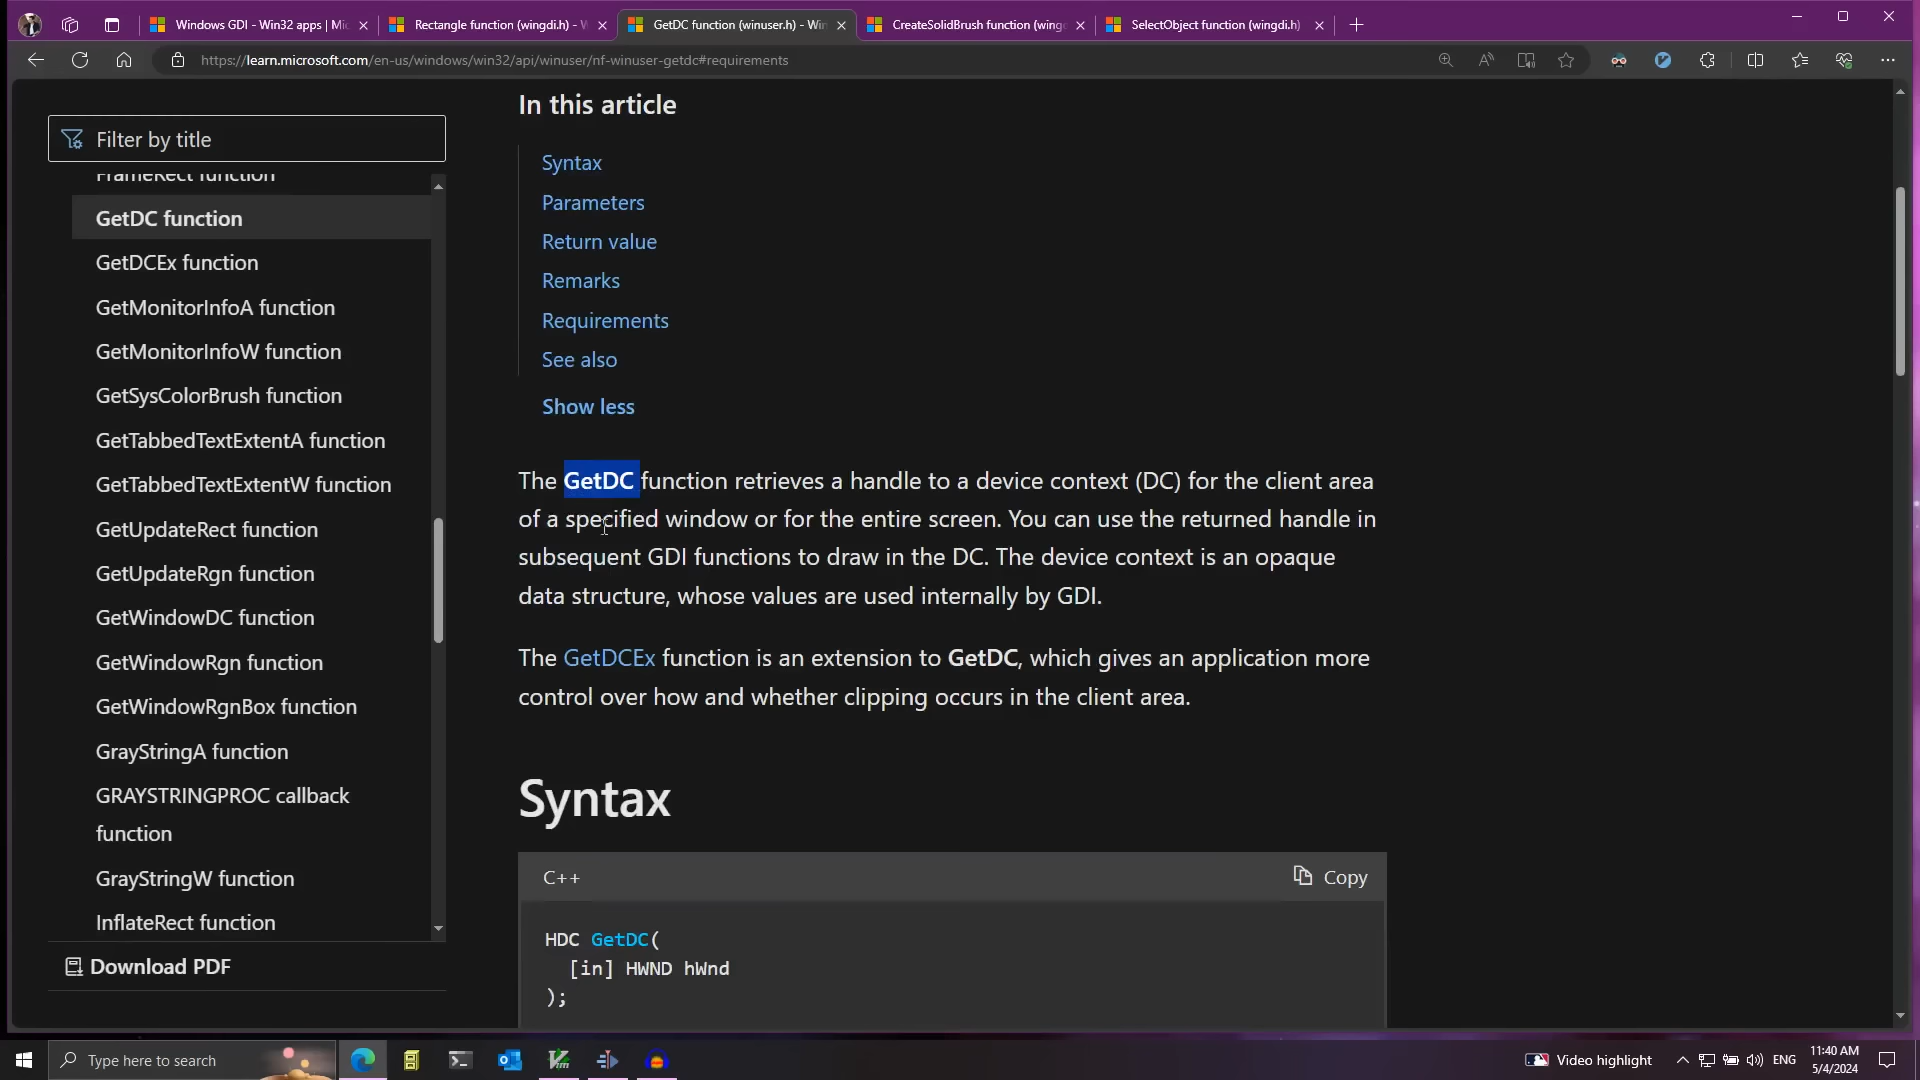 Windows GDI - Win32 apps | Mic
Rectangle function (wingdi.h) - W
GetDC function (winuser.h) - Win
CreateSolidBrush function (winge
SelectObject function (wingdi.h)
https://learn.microsoft.com/en-us/windows/win32/api/winuser/nf-winuser-getdc#requirements
Filter by title
FrameRect function
GetDC function
GetDCEx function
GetMonitorInfoA function
GetMonitorInfoW function
GetSysColorBrush function
GetTabbedTextExtentA function
GetTabbedTextExtentW function
GetUpdateRect function
GetUpdateRgn function
GetWindowDC function
GetWindowRgn function
GetWindowRgnBox function
GrayStringA function
GRAYSTRINGPROC callback
function
GrayStringW function
InflateRect function
Download PDF
In this article
Syntax
Parameters
Return value
Remarks
Requirements
See also
Show less
The GetDC function retrieves a handle to a device context (DC) for the client area
of a specified window or for the entire screen. You can use the returned handle in
subsequent GDI functions to draw in the DC. The device context is an opaque
data structure, whose values are used internally by GDI.
The GetDCEx function is an extension to GetDC, which gives an application more
control over how and whether clipping occurs in the client area.
Syntax
C++
Copy
HDC GetDC(
[in] HWND hWnd
);
Type here to search
Video highlight
ENG
11:40 AM
5/4/2024